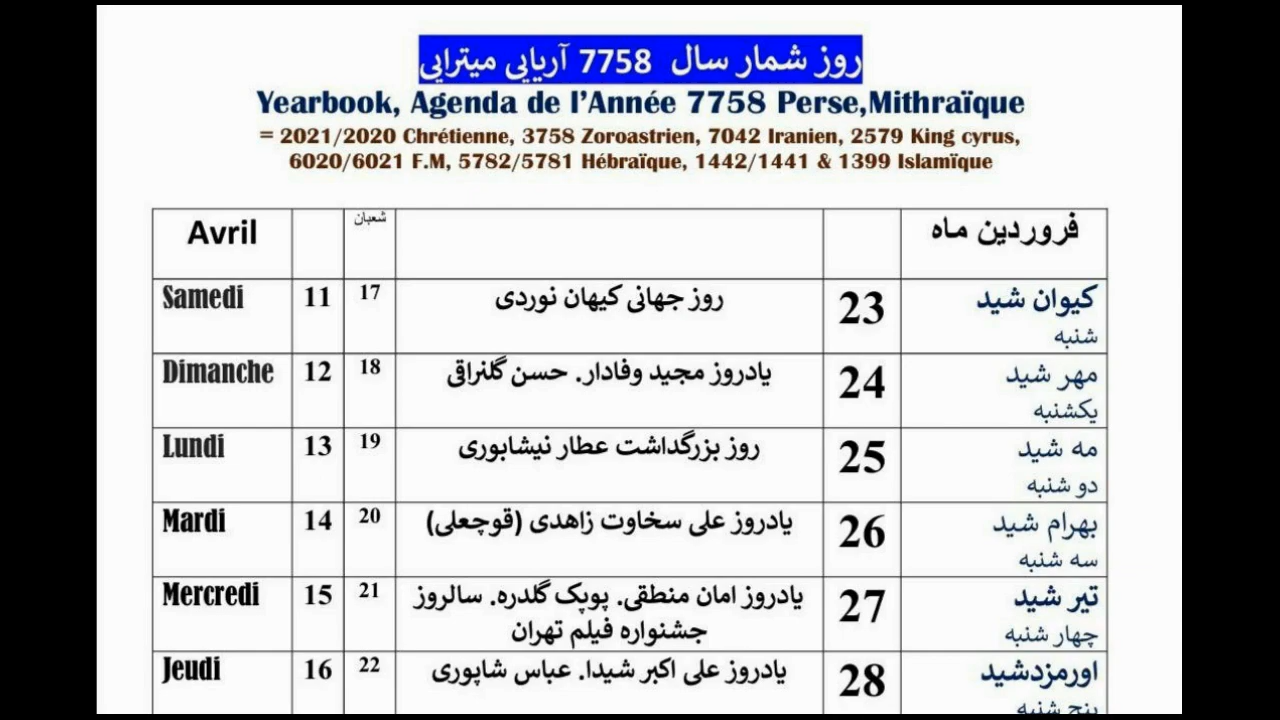 روز شمار سال 7758 آریایی میترایی
Yearbook, Agenda de l'Année 7758 Perse,Mithraïque
= 2021/2020 Chrétienne, 3758 Zoroastrien, 7042 Iranien, 2579 King cyrus,
6020/6021 F.M, 5782/5781 Hébraïque, 1442/1441 & 1399 Islamïque
Avril شعبان فروردین ماه
Samedi 11 17 روز جهانی کیهان نوردی 23 کیوان شید
شنبه
Dimanche 12 18 یادروز مجید وفادار. حسن گلنراقی 24 مهر شید
یکشنبه
Lundi 13 19 روز بزرگداشت عطار نیشابوری 25 مه شید
دو شنبه
Mardi 14 20 یادروز علی سخاوت زاهدی (قوچعلی) 26 بهرام شید
سه شنبه
Mercredi 15 21 یادروز امان منطقی. پوپک گلدره. سالروز 27 تیر شید
جشنواره فیلم تهران چهار شنبه
Jeudi 16 22 یادروز علی اکبر شیدا. عباس شاپوری 28 اورمزدشید
پنج شنبه